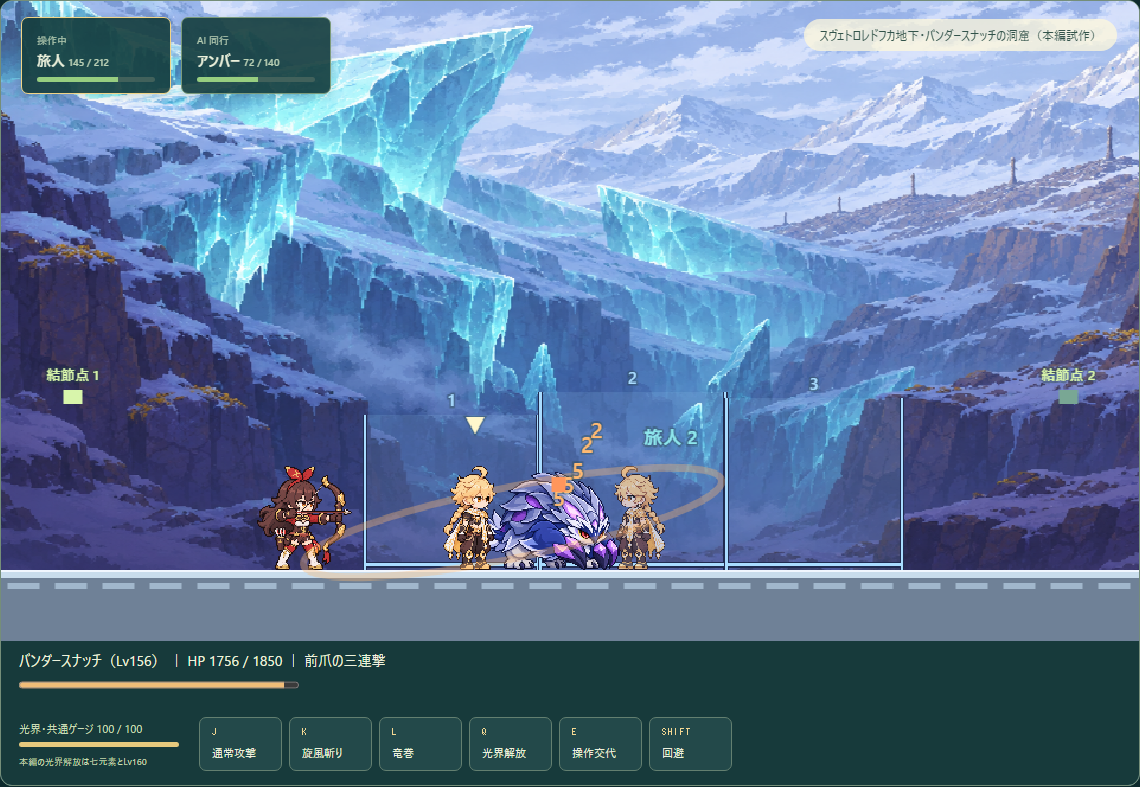 操作中
旅人 145 / 212
AI 同行
アンバー 72 / 140
スヴェトロレドフカ地下・バンダースナッチの洞窟（本編試作）
結節点 1
結節点 2
1
2
3
2
2
旅人 2
5
5
5
バンダースナッチ（Lv156） | HP 1756 / 1850 | 前爪の三連撃
光界・共通ゲージ 100 / 100
本編の光界解放は七元素とLv160
J
通常攻撃
K
旋風斬り
L
竜巻
Q
光界解放
E
操作交代
SHIFT
回避